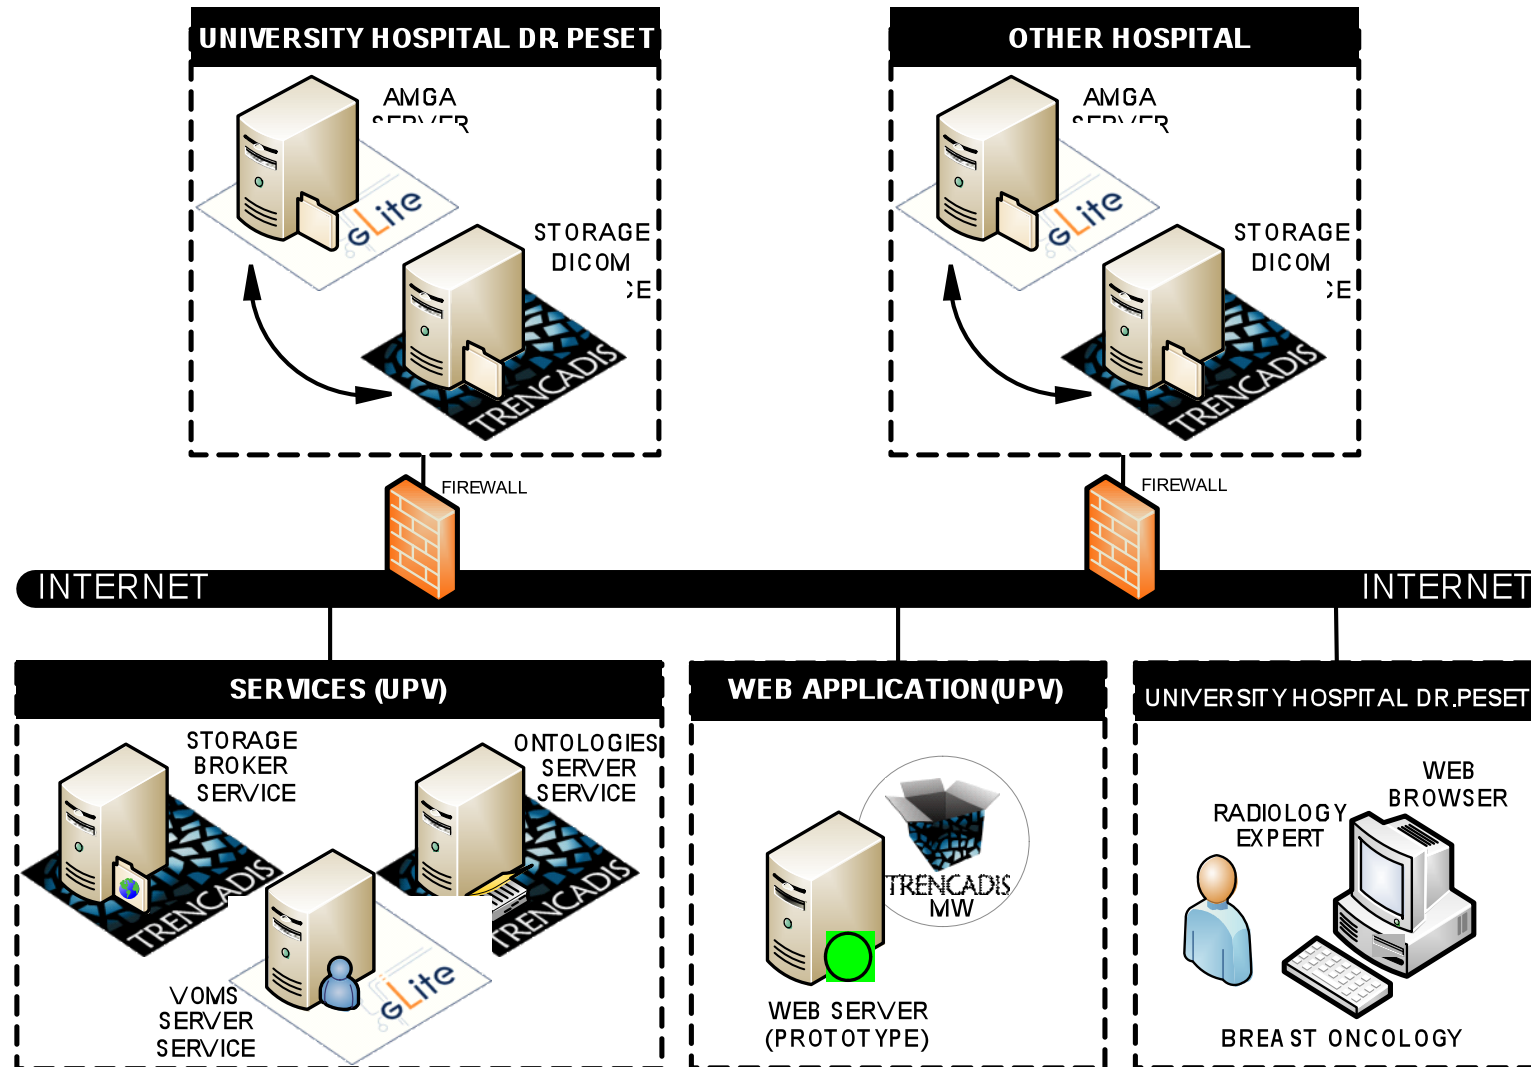 UNIVERSITY HOSPITAL DR. PESET
AMGA
SERVER
gLite
STORAGE
DICOM
TRENCADIS
FIREWALL
OTHER HOSPITAL
AMGA
SERVER
gLite
STORAGE
DICOM
TRENCADIS
FIREWALL
INTERNET
INTERNET
SERVICES (UPV)
STORAGE
BROKER
SERVICE
TRENCADIS
ONTOLOGIES
SERVER
SERVICE
TRENCADIS
VOMS
SERVER
SERVICE
gLite
WEB APPLICATION(UPV)
TRENCADIS
MW
WEB SERVER
(PROTOTYPE)
UNIVERSITY HOSPITAL DR.PESET
WEB
BROWSER
RADIOLOGY
EXPERT
BREAST ONCOLOGY